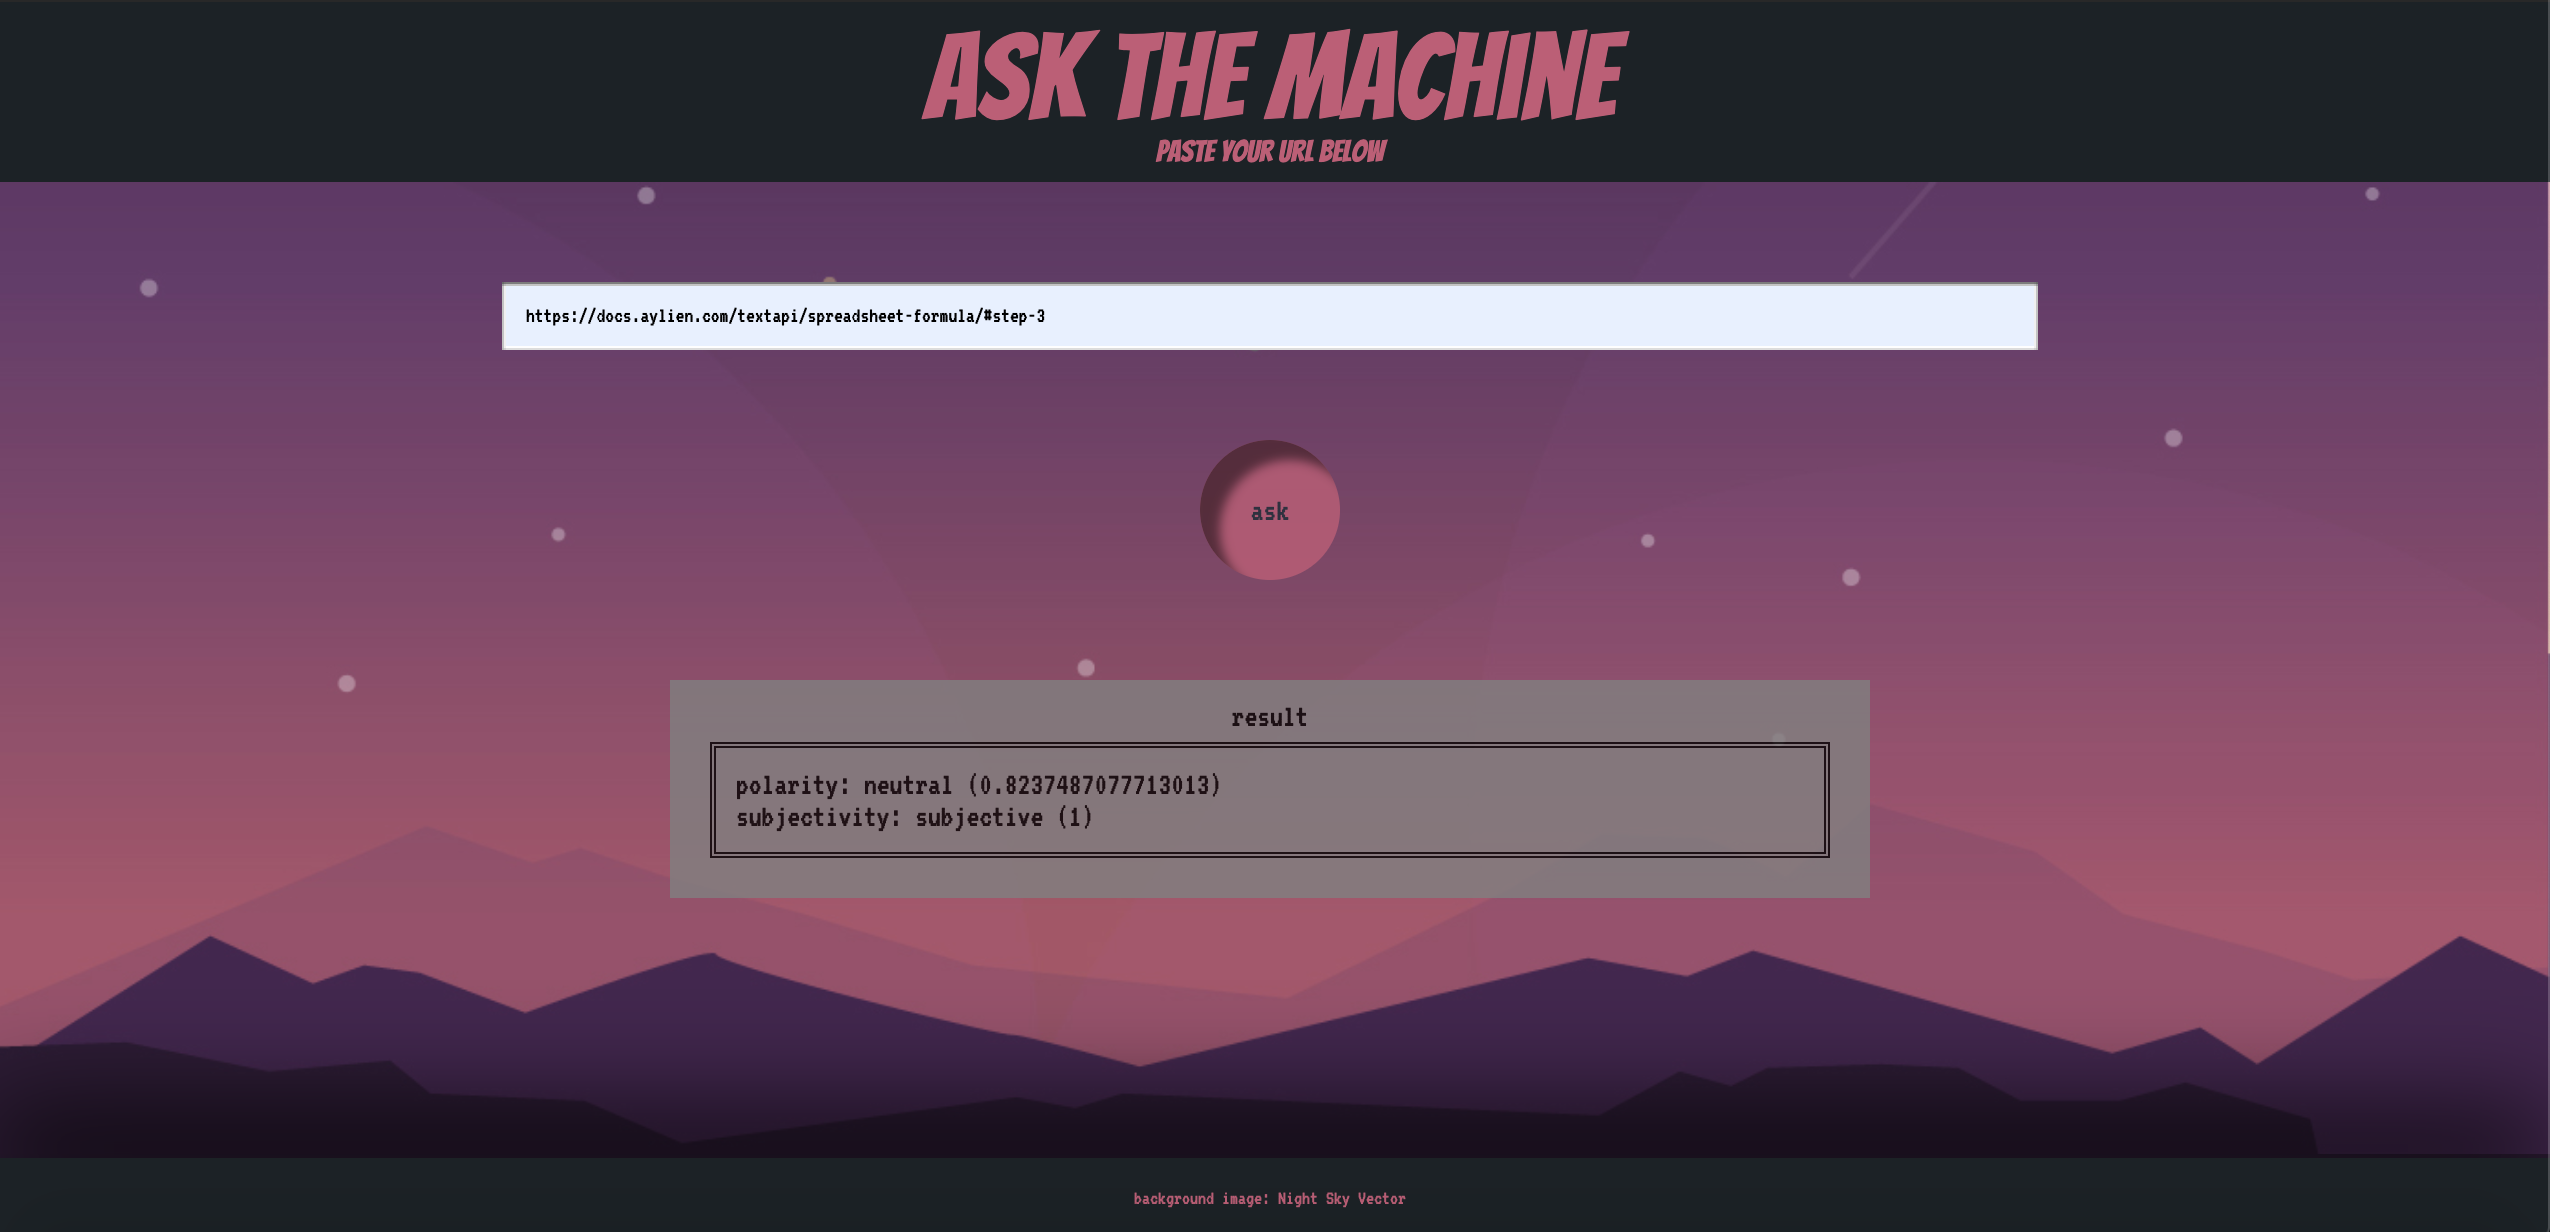 ASK THE MACHINE
PASTE YOUR URL BELOW
https://docs.aylien.com/textapi/spreadsheet-formula/#step-3
ask
result
polarity: neutral (0.8237487077713013)
subjectivity: subjective (1)
background image: Night Sky Vector